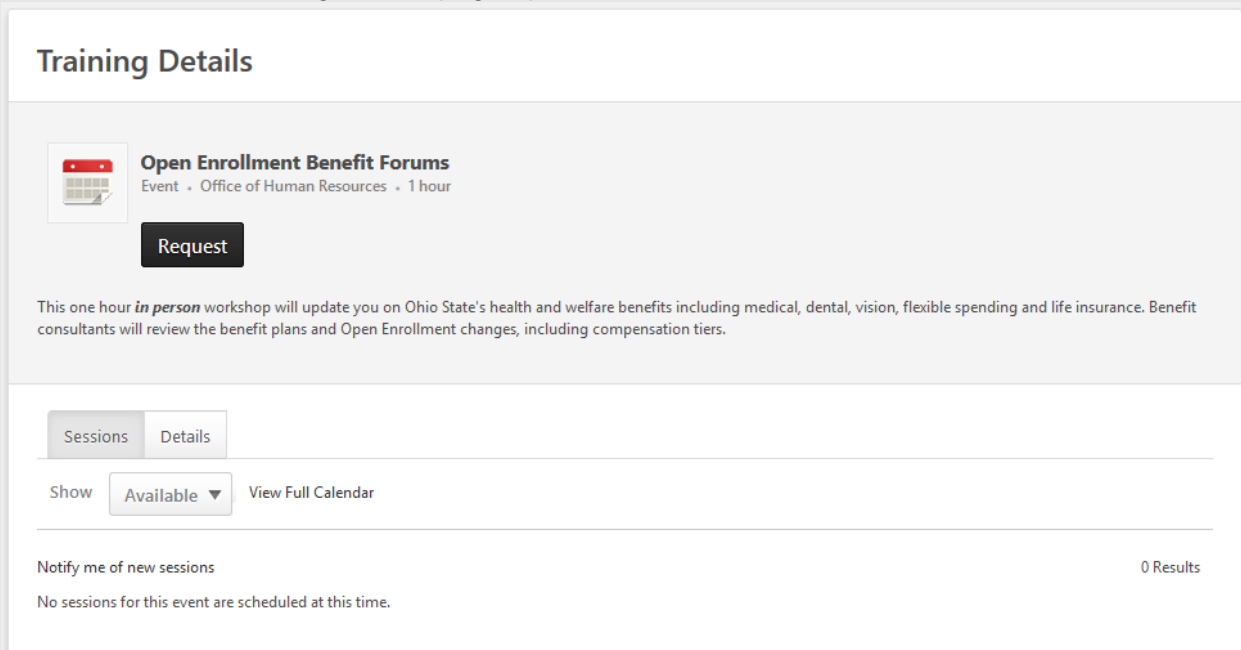 Training Details
Open Enrollment Benefit Forums
Event • Office of Human Resources • 1 hour
Request
This one hour in person workshop will update you on Ohio State's health and welfare benefits including medical, dental, vision, flexible spending and life insurance. Benefit
consultants will review the benefit plans and Open Enrollment changes, including compensation tiers.
Sessions Details
Show Available ▼ View Full Calendar
Notify me of new sessions 0 Results
No sessions for this event are scheduled at this time.